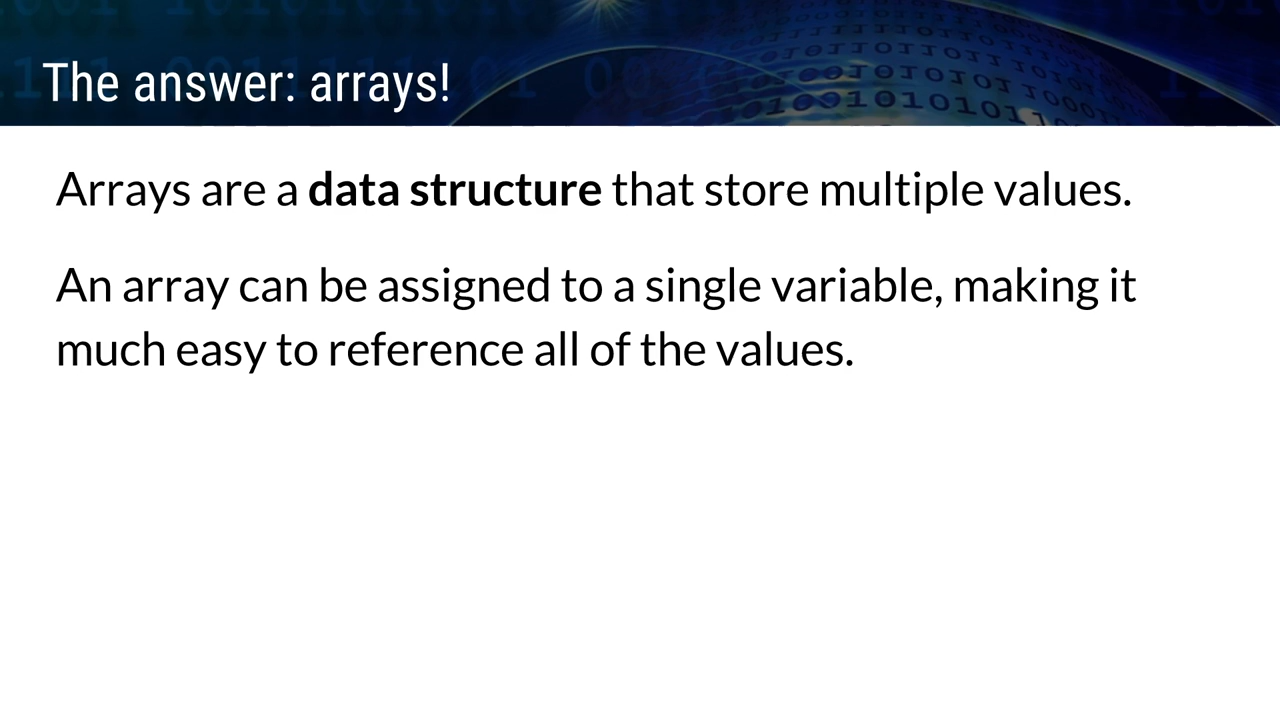 The answer: arrays!
Arrays are a data structure that store multiple values.
An array can be assigned to a single variable, making it
much easy to reference all of the values.